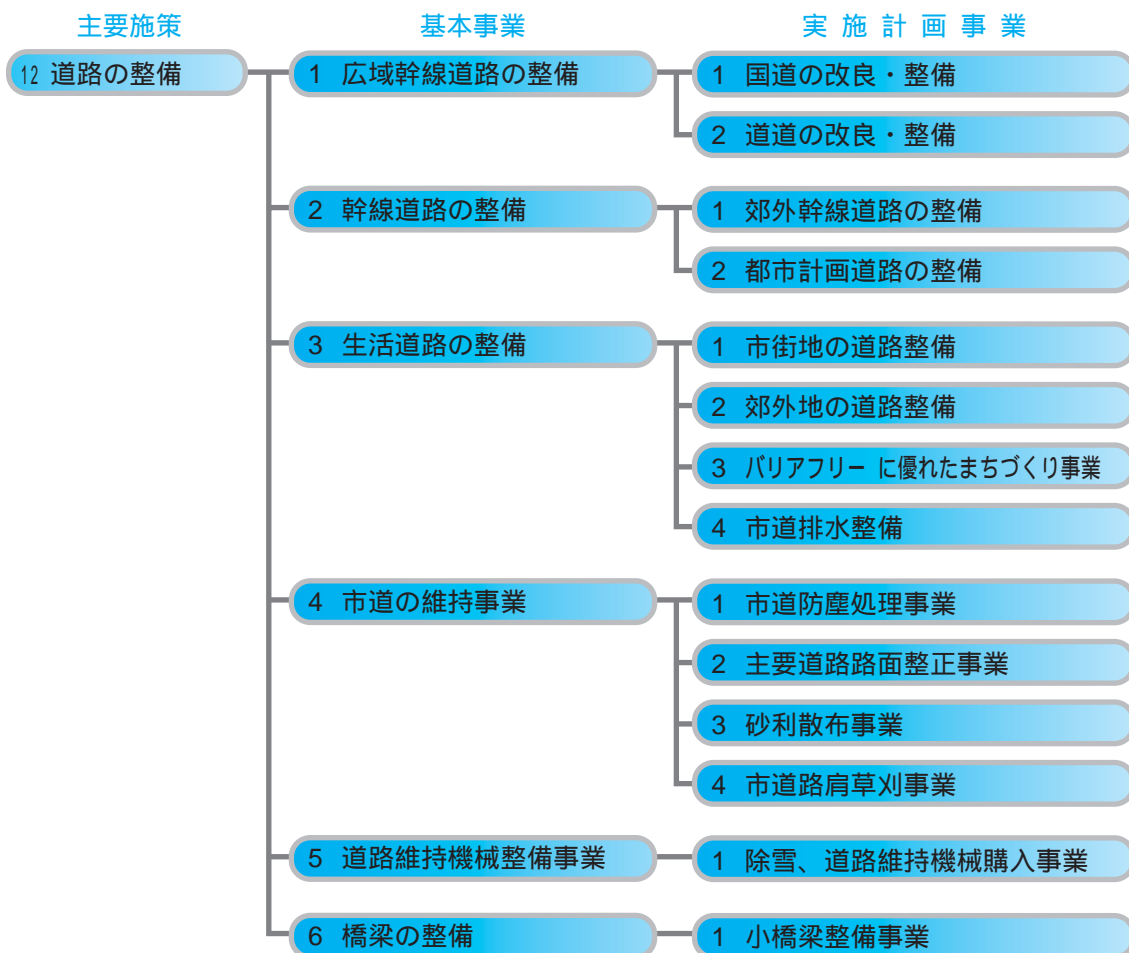 主要施策 基本事業 実施計画事業
12 道路の整備 1 広域幹線道路の整備 1 国道の改良・整備
2 道道の改良・整備
2 幹線道路の整備 1 郊外幹線道路の整備
2 都市計画道路の整備
3 生活道路の整備 1 市街地の道路整備
2 郊外地の道路整備
3 バリアフリー に優れたまちづくり事業
4 市道排水整備
4 市道の維持事業 1 市道防塵処理事業
2 主要道路路面整正事業
3 砂利散布事業
4 市道路肩草刈事業
5 道路維持機械整備事業 1 除雪、道路維持機械購入事業
6 橋梁の整備 1 小橋梁整備事業